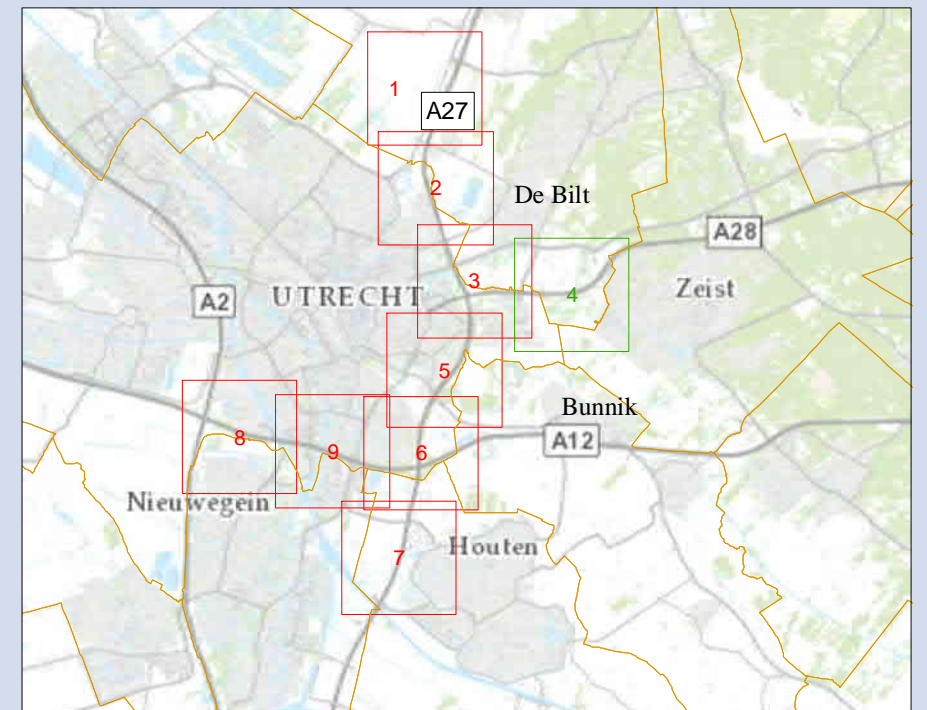 1
A27
2
De Bilt
A28
3
4
Zeist
A2
UTRECHT
5
Bunnik
8
9
6
A12
Nieuwegein
Houten
7